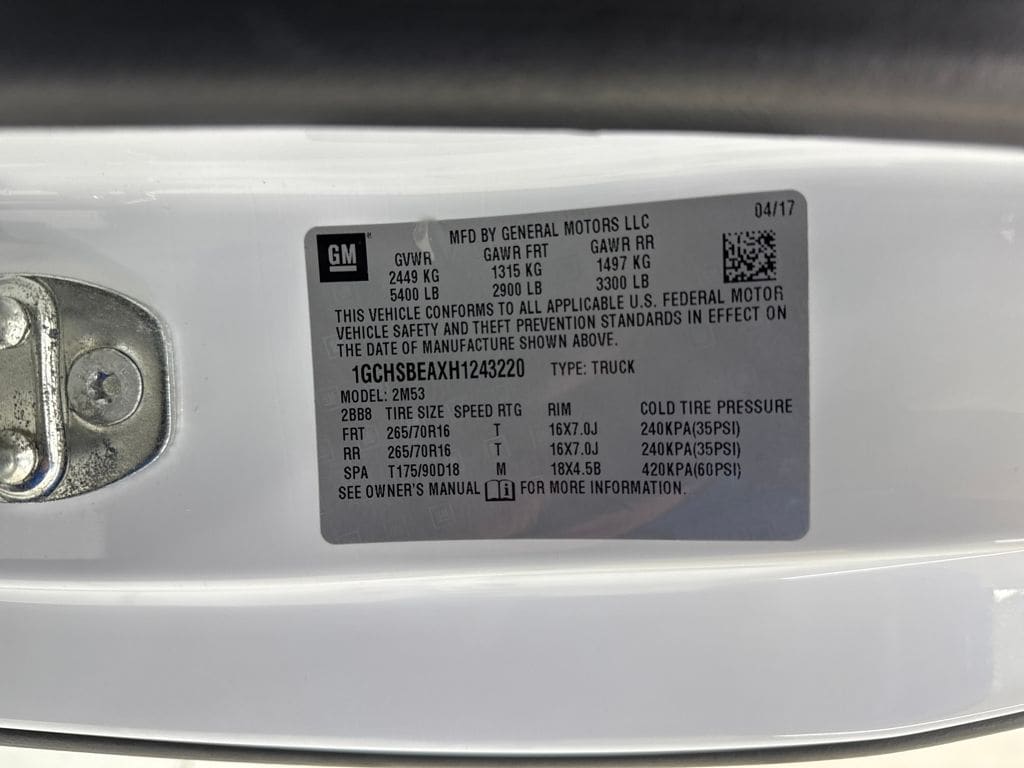 04/17
GM MFD BY GENERAL MOTORS LLC
GVWR GAWR FRT GAWR RR
2449 KG 1315 KG 1497 KG
5400 LB 2900 LB 3300 LB
THIS VEHICLE CONFORMS TO ALL APPLICABLE U.S. FEDERAL MOTOR
VEHICLE SAFETY AND THEFT PREVENTION STANDARDS IN EFFECT ON
THE DATE OF MANUFACTURE SHOWN ABOVE.
1GCHSBEAXH1243220 TYPE: TRUCK
MODEL: 2M53
2BB8 TIRE SIZE SPEED RTG RIM COLD TIRE PRESSURE
FRT 265/70R16 T 16X7.0J 240KPA(35PSI)
RR 265/70R16 T 16X7.0J 240KPA(35PSI)
SPA T175/90D18 M 18X4.5B 420KPA(60PSI)
SEE OWNER'S MANUAL FOR MORE INFORMATION.